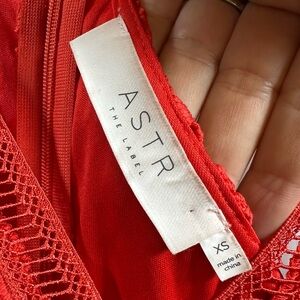 ASTR
THE LABEL
XS
made in
china